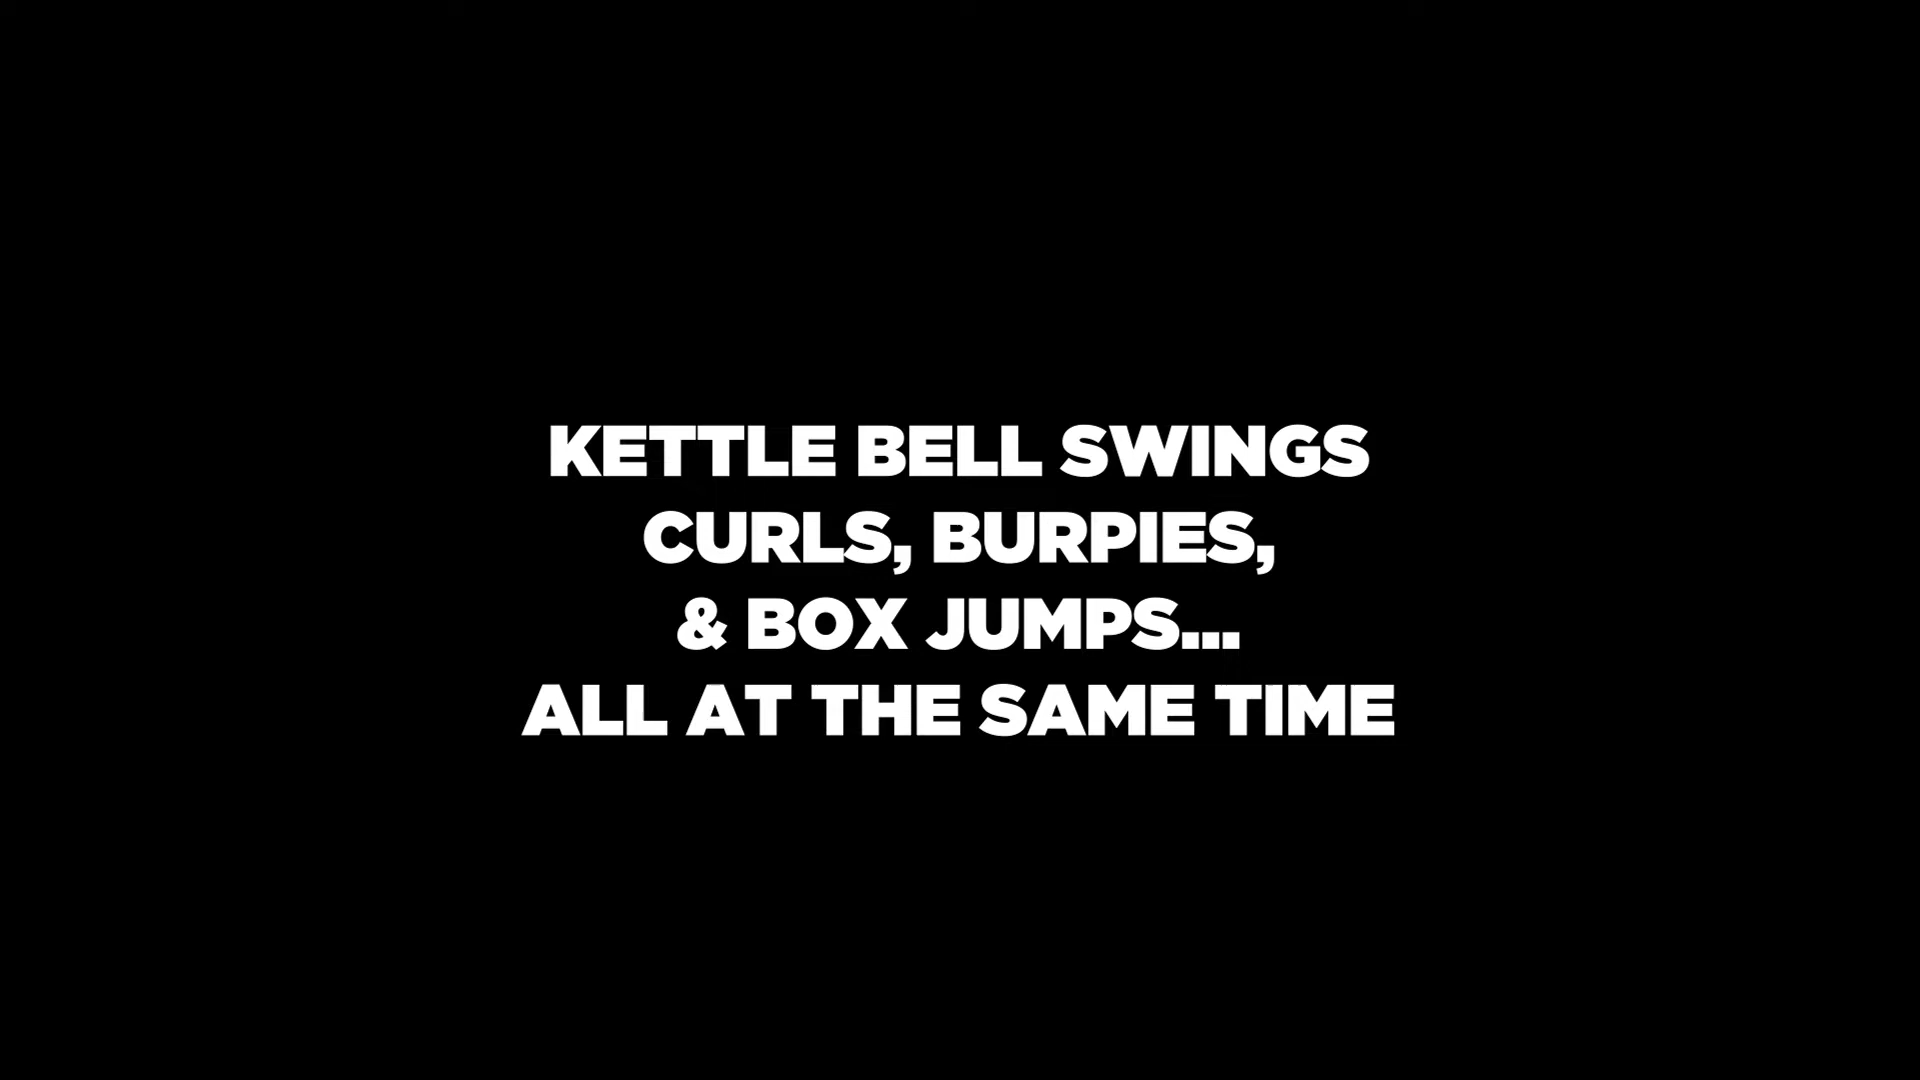 KETTLE BELL SWINGS
CURLS, BURPIES,
& BOX JUMPS...
ALL AT THE SAME TIME